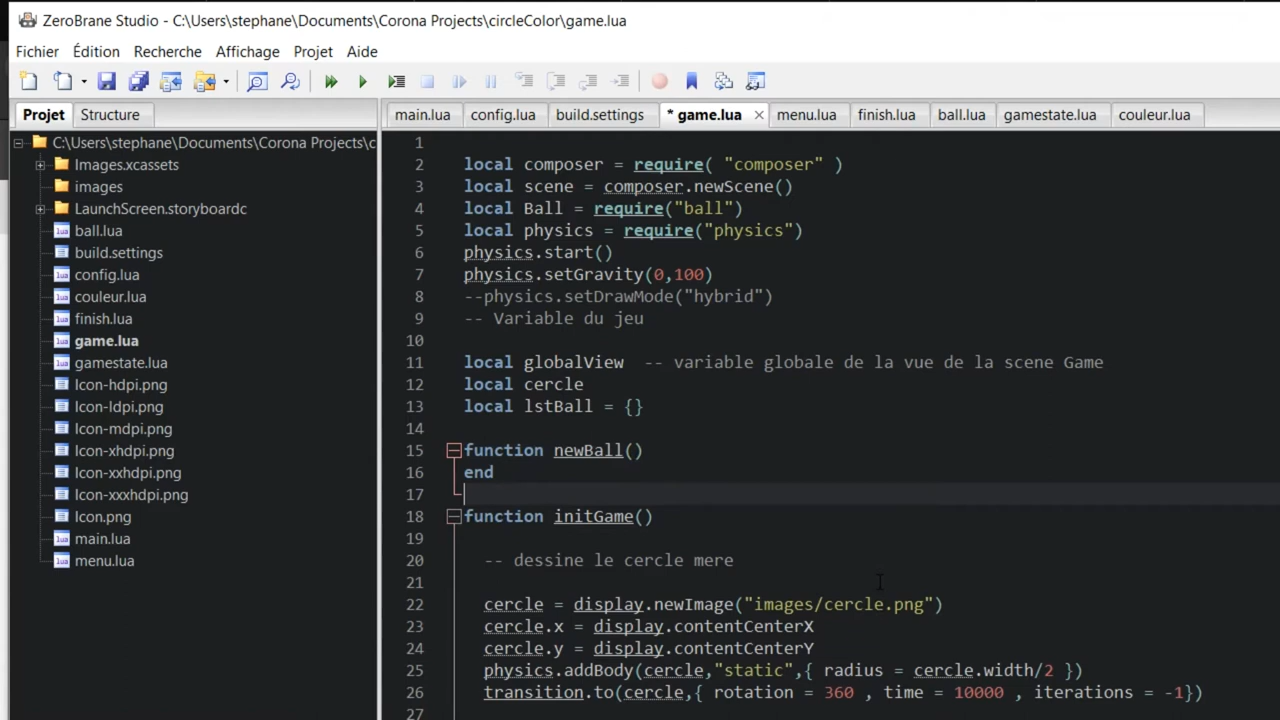 ZeroBrane Studio - C:\Users\stephane\Documents\Corona Projects\circleColor\game.lua
Fichier Édition Recherche Affichage Projet Aide
Projet Structure
main.lua config.lua build.settings * game.lua menu.lua finish.lua ball.lua gamestate.lua couleur.lua
C:\Users\stephane\Documents\Corona Projects\c
Images.xcassets
images
LaunchScreen.storyboardc
ball.lua
build.settings
config.lua
couleur.lua
finish.lua
game.lua
gamestate.lua
Icon-hdpi.png
Icon-ldpi.png
Icon-mdpi.png
Icon-xhdpi.png
Icon-xxhdpi.png
Icon-xxxhdpi.png
Icon.png
main.lua
menu.lua
1
2 local composer = require( "composer" )
3 local scene = composer.newScene()
4 local Ball = require("ball")
5 local physics = require("physics")
6 physics.start()
7 physics.setGravity(0,100)
8 --physics.setDrawMode("hybrid")
9 -- Variable du jeu
10
11 local globalView -- variable globale de la vue de la scene Game
12 local cercle
13 local lstBall = {}
14
15 function newBall()
16 end
17
18 function initGame()
19
20 -- dessine le cercle mere
21
22 cercle = display.newImage("images/cercle.png")
23 cercle.x = display.contentCenterX
24 cercle.y = display.contentCenterY
25 physics.addBody(cercle,"static",{ radius = cercle.width/2 })
26 transition.to(cercle,{ rotation = 360 , time = 10000 , iterations = -1})
27